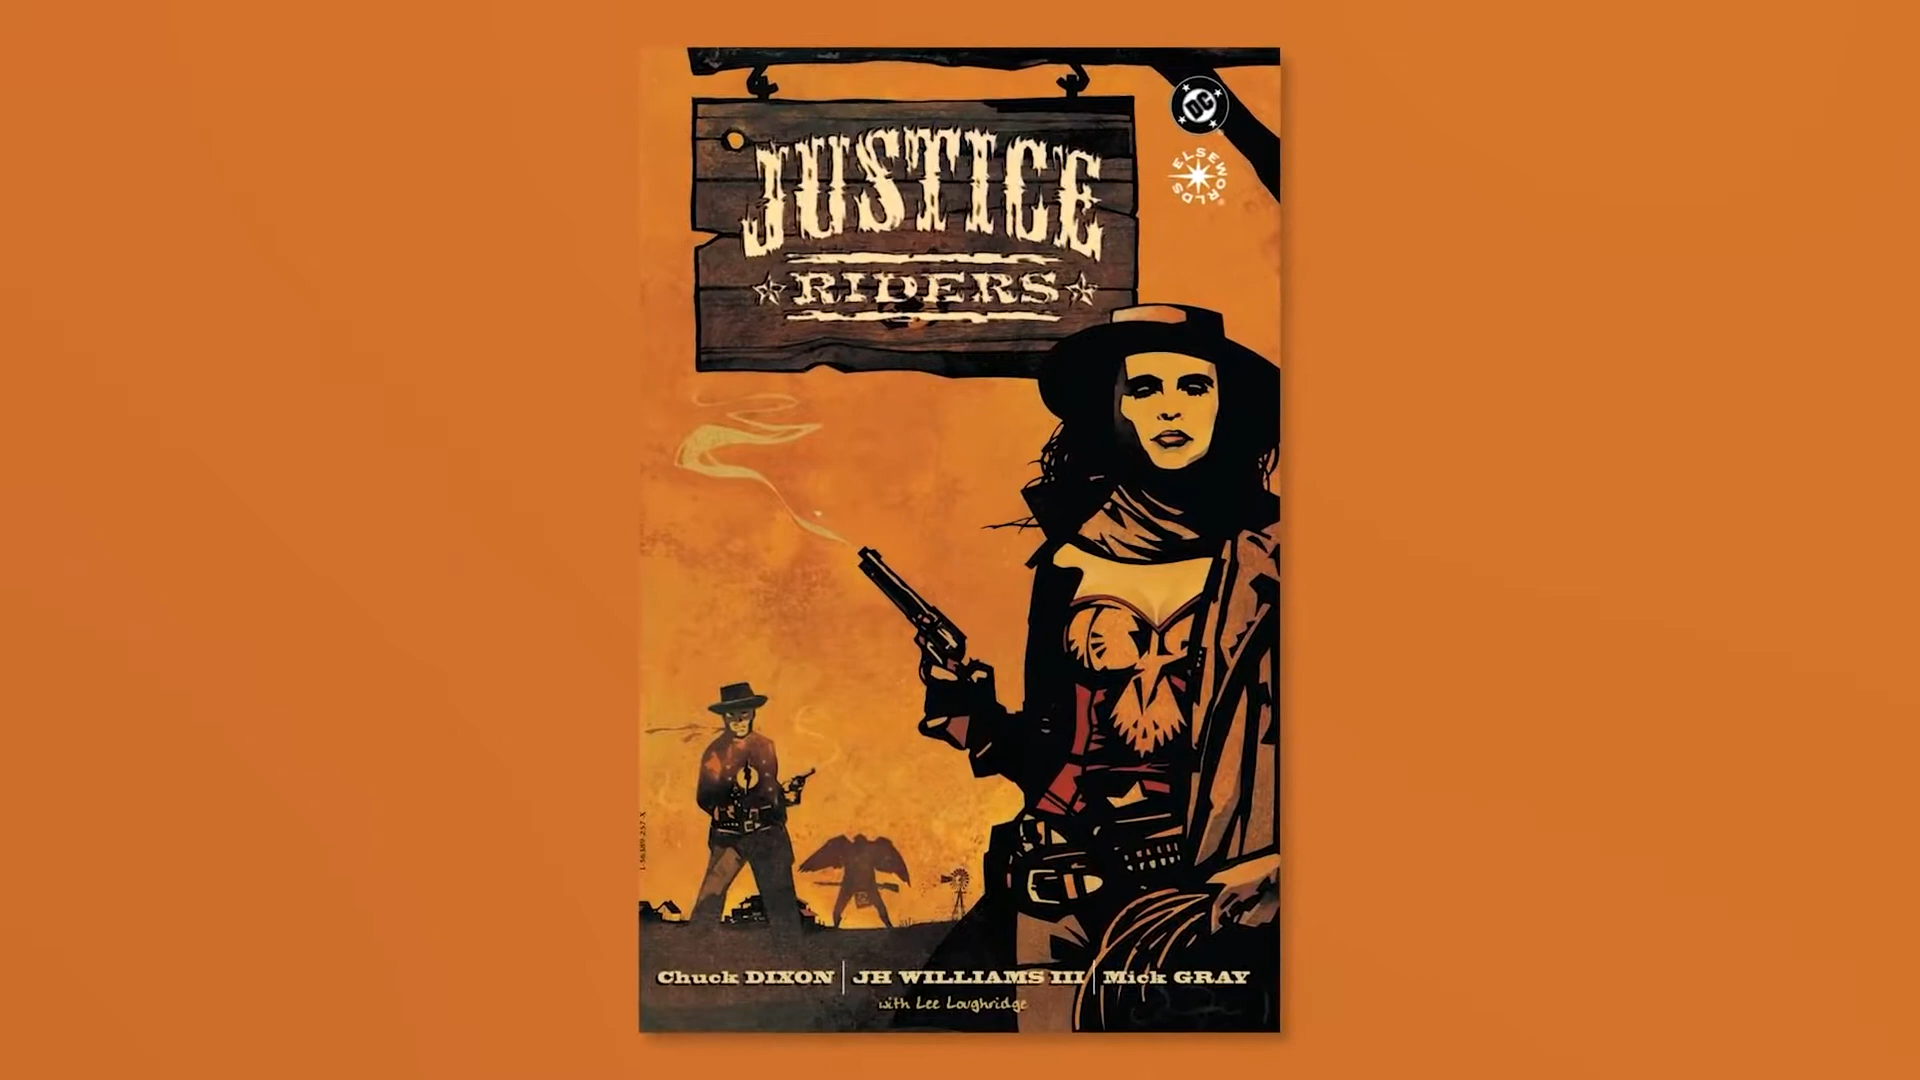 JUSTICE
RIDERS
DC
ELSEWORLDS
Chuck DIXON | JH WILLIAMS III | Mick GRAY
with Lee Loughridge